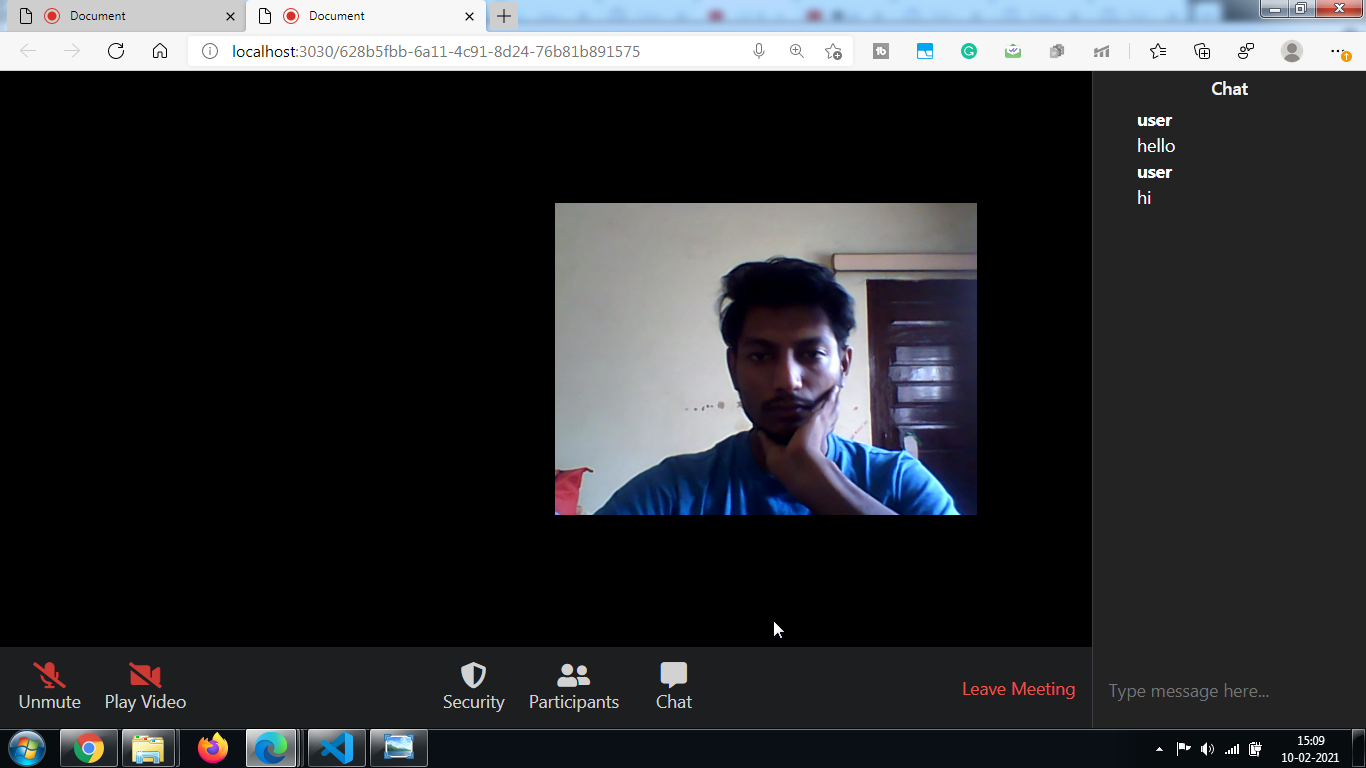 Document
Document
localhost:3030/628b5fbb-6a11-4c91-8d24-76b81b891575
Chat
user
hello
user
hi
Unmute
Play Video
Security
Participants
Chat
Leave Meeting
Type message here...
15:09
10-02-2021